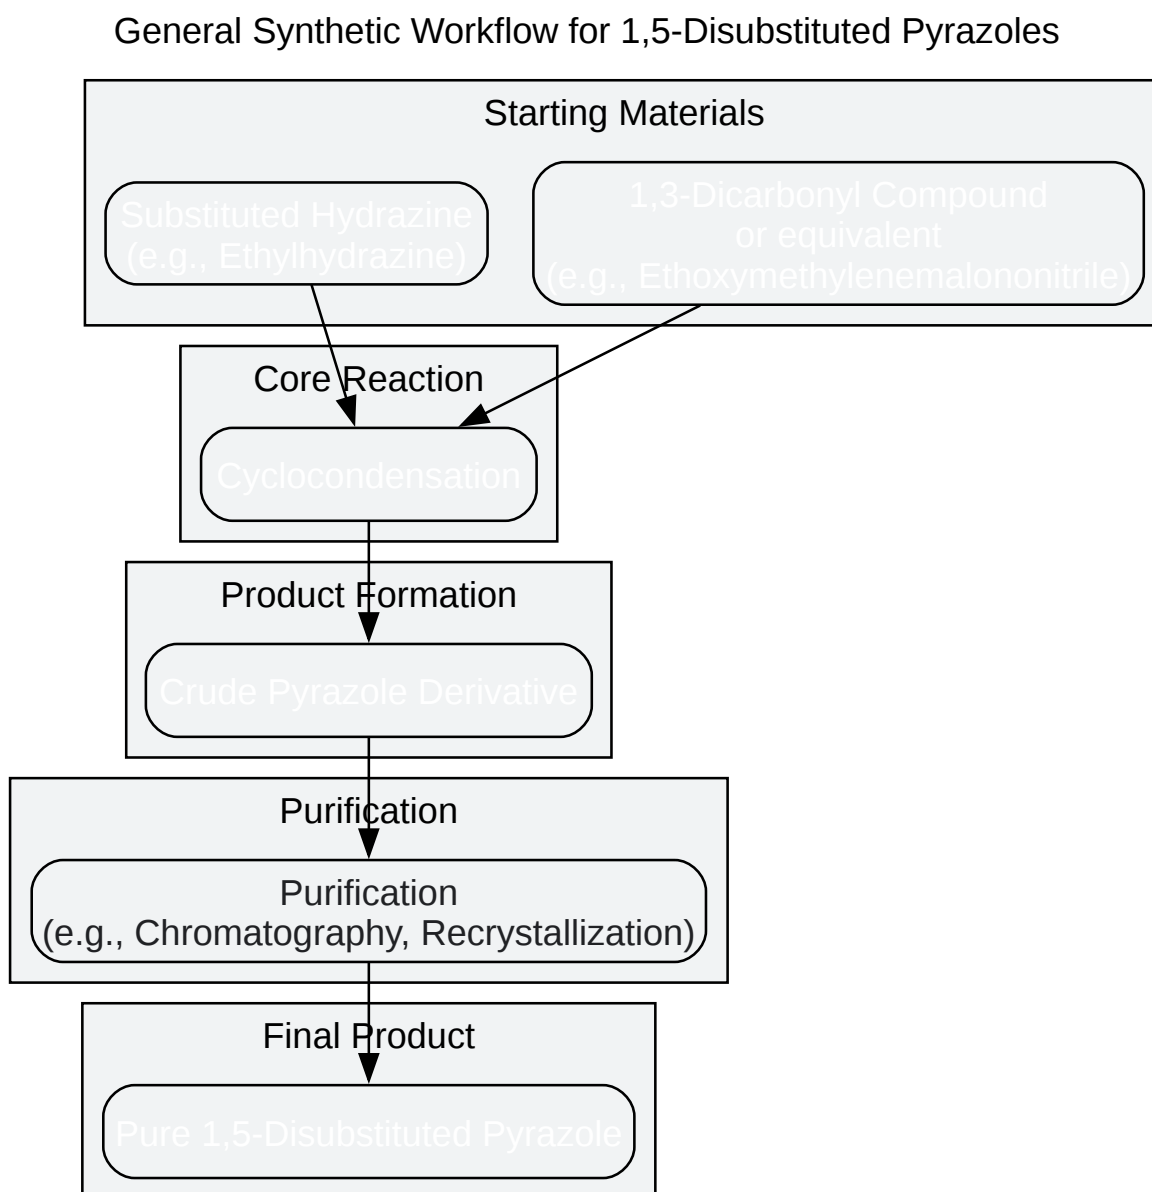 General Synthetic Workflow for 1,5-Disubstituted Pyrazoles
Starting Materials
Substituted Hydrazine
(e.g., Ethylhydrazine)
1,3-Dicarbonyl Compound
or equivalent
(e.g., Ethoxymethylenemalononitrile)
Core Reaction
Cyclocondensation
Product Formation
Crude Pyrazole Derivative
Purification
Purification
(e.g., Chromatography, Recrystallization)
Final Product
Pure 1,5-Disubstituted Pyrazole